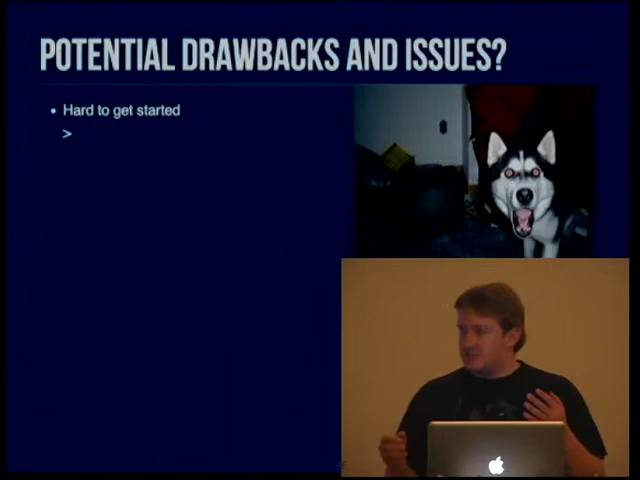 POTENTIAL DRAWBACKS AND ISSUES?
• Hard to get started
>